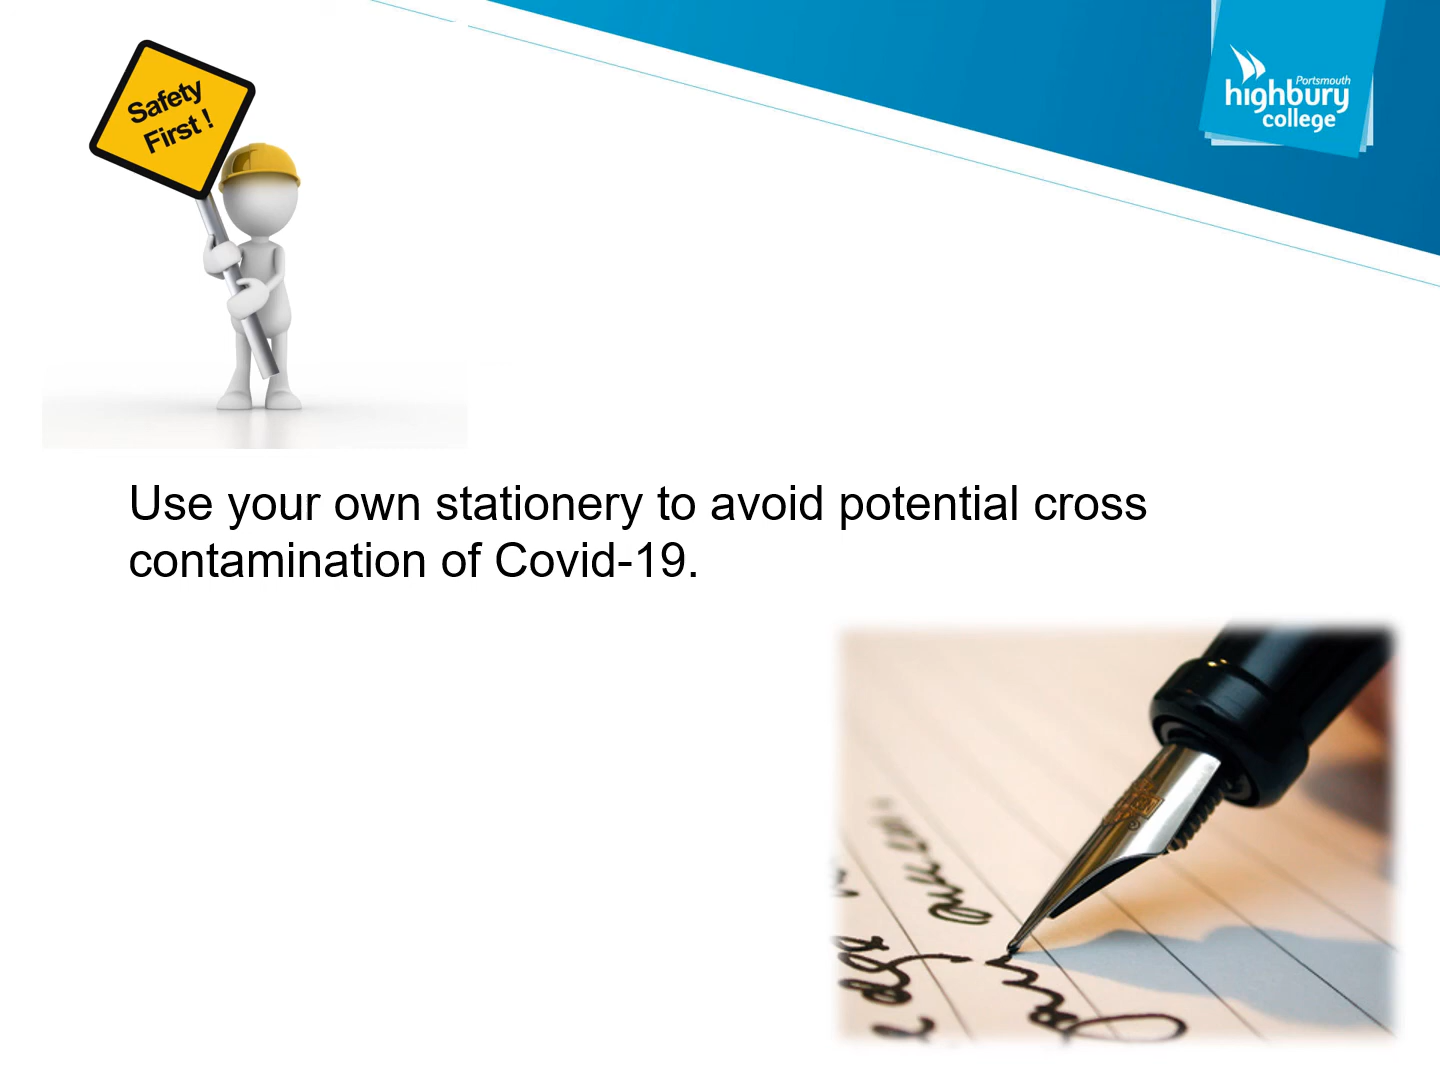 Safety
First !
Portsmouth
highbury
college
Use your own stationery to avoid potential cross
contamination of Covid-19.